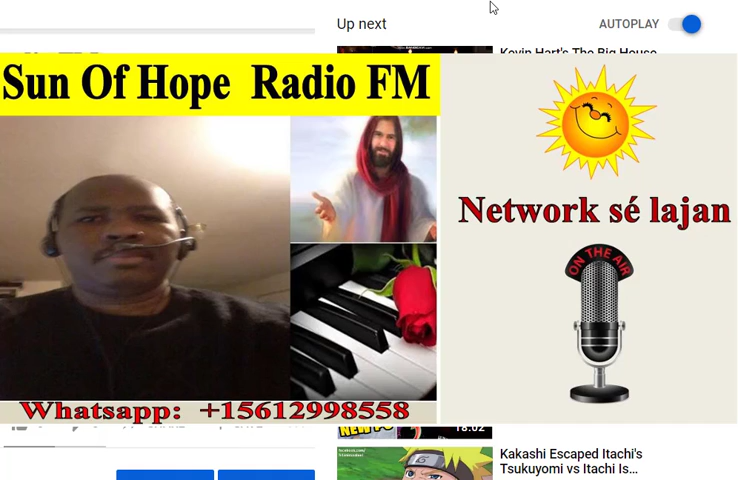 Up next
AUTOPLAY
Kevin Hart's The Big House
Sun Of Hope Radio FM
Network sé lajan
ON THE AIR
Whatsapp: +15612998558
18:02
Kakashi Escaped Itachi's
Tsukuyomi vs Itachi Is...